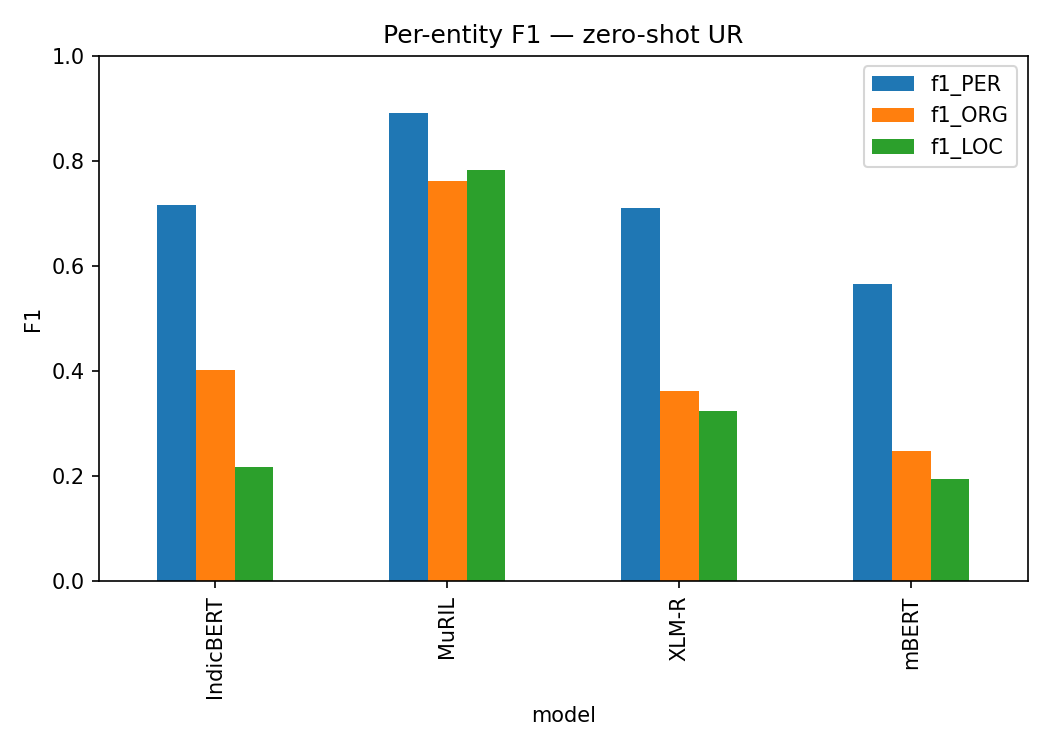 Per-entity F1 — zero-shot UR
f1_PER
f1_ORG
f1_LOC
F1
1.0
0.8
0.6
0.4
0.2
0.0
IndicBERT
MuRIL
XLM-R
mBERT
model